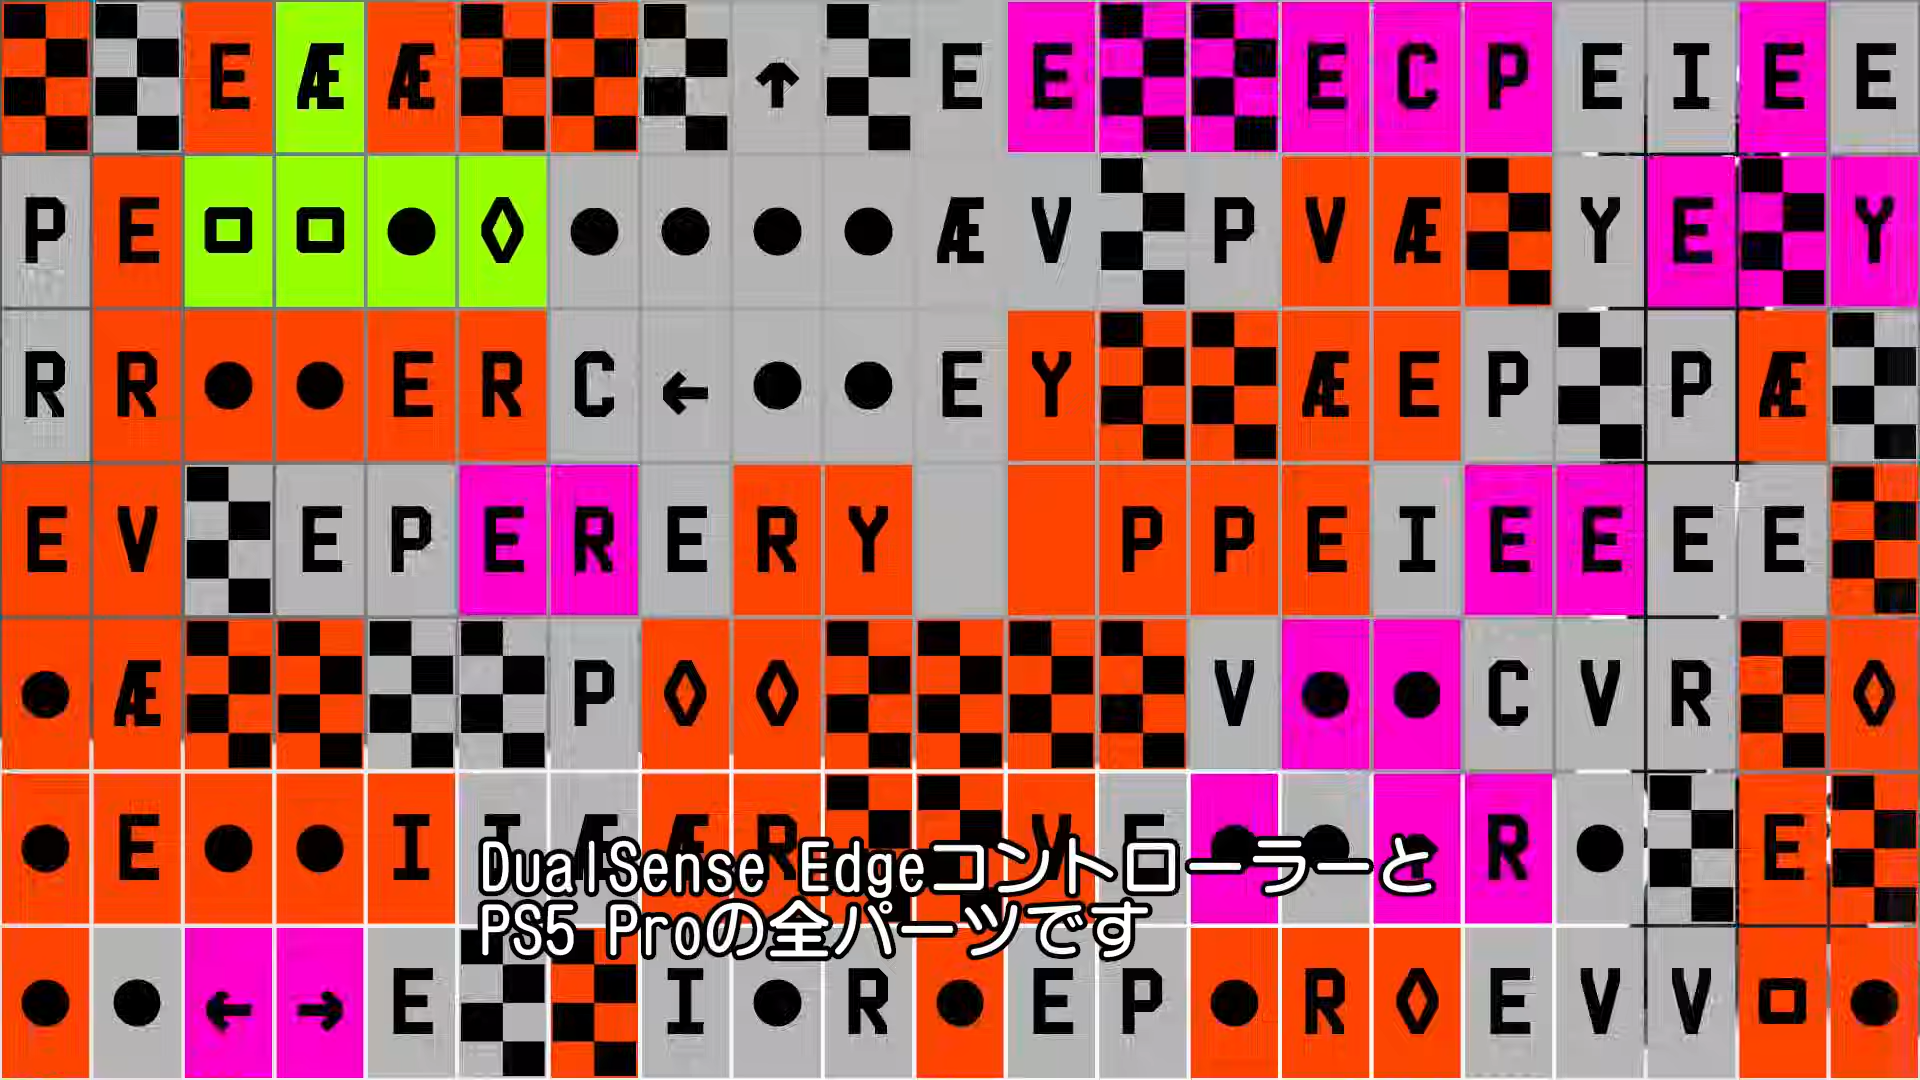 E Æ Æ ↑ E E E C P E I E E
P E □ □ ● ◊ ● ● ● ● Æ V P V Æ Y E Y
R R ● ● E R C ← ● ● E Y Æ E P P Æ
E V E P E R E R Y P P E I E E E E
● Æ P ◊ ◊ V ● ● C V R ◊
● E ● ● I I Æ Æ R V E ● ● R ● E
DualSense Edgeコントローラーと
PS5 Proの全パーツです
● ● ← → E I ● R ● E P ● R ◊ E V V □ ●